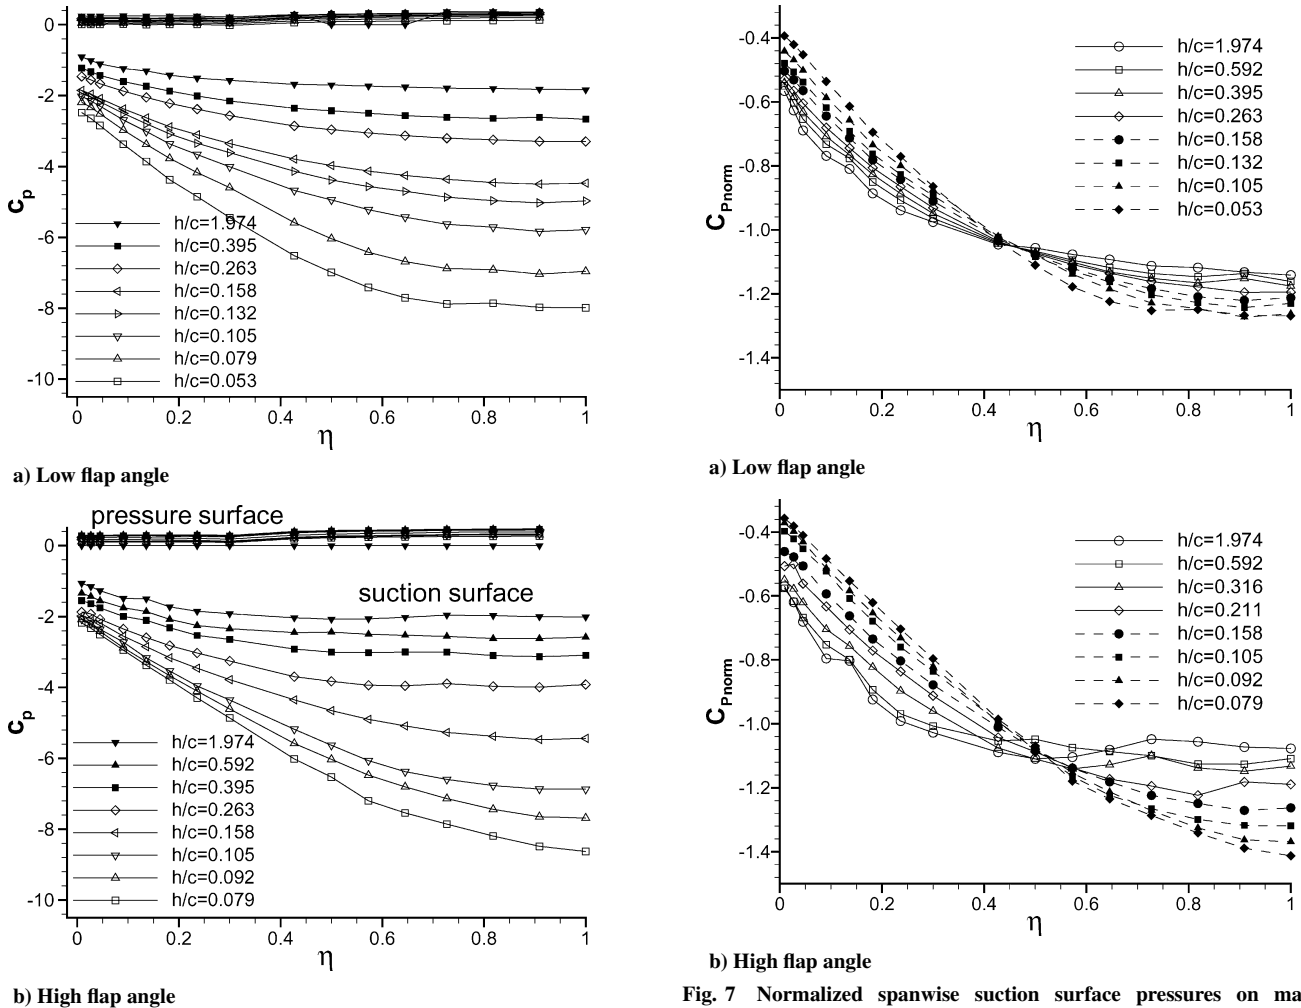 0
-2
-4
-6
-8
-10
cp
h/c=1.974
h/c=0.395
h/c=0.263
h/c=0.158
h/c=0.132
h/c=0.105
h/c=0.079
h/c=0.053
0 0.2 0.4 0.6 0.8 1
η
a) Low flap angle
pressure surface
suction surface
0
-2
-4
-6
-8
-10
cp
h/c=1.974
h/c=0.592
h/c=0.395
h/c=0.263
h/c=0.158
h/c=0.105
h/c=0.092
h/c=0.079
0 0.2 0.4 0.6 0.8 1
η
b) High flap angle
-0.4
-0.6
-0.8
-1.0
-1.2
-1.4
CPnorm
h/c=1.974
h/c=0.592
h/c=0.395
h/c=0.263
h/c=0.158
h/c=0.132
h/c=0.105
h/c=0.053
0 0.2 0.4 0.6 0.8 1
η
a) Low flap angle
-0.4
-0.6
-0.8
-1.0
-1.2
-1.4
CPnorm
h/c=1.974
h/c=0.592
h/c=0.316
h/c=0.211
h/c=0.158
h/c=0.105
h/c=0.092
h/c=0.079
0 0.2 0.4 0.6 0.8 1
η
b) High flap angle
Fig. 7 Normalized spanwise suction surface pressures on ma